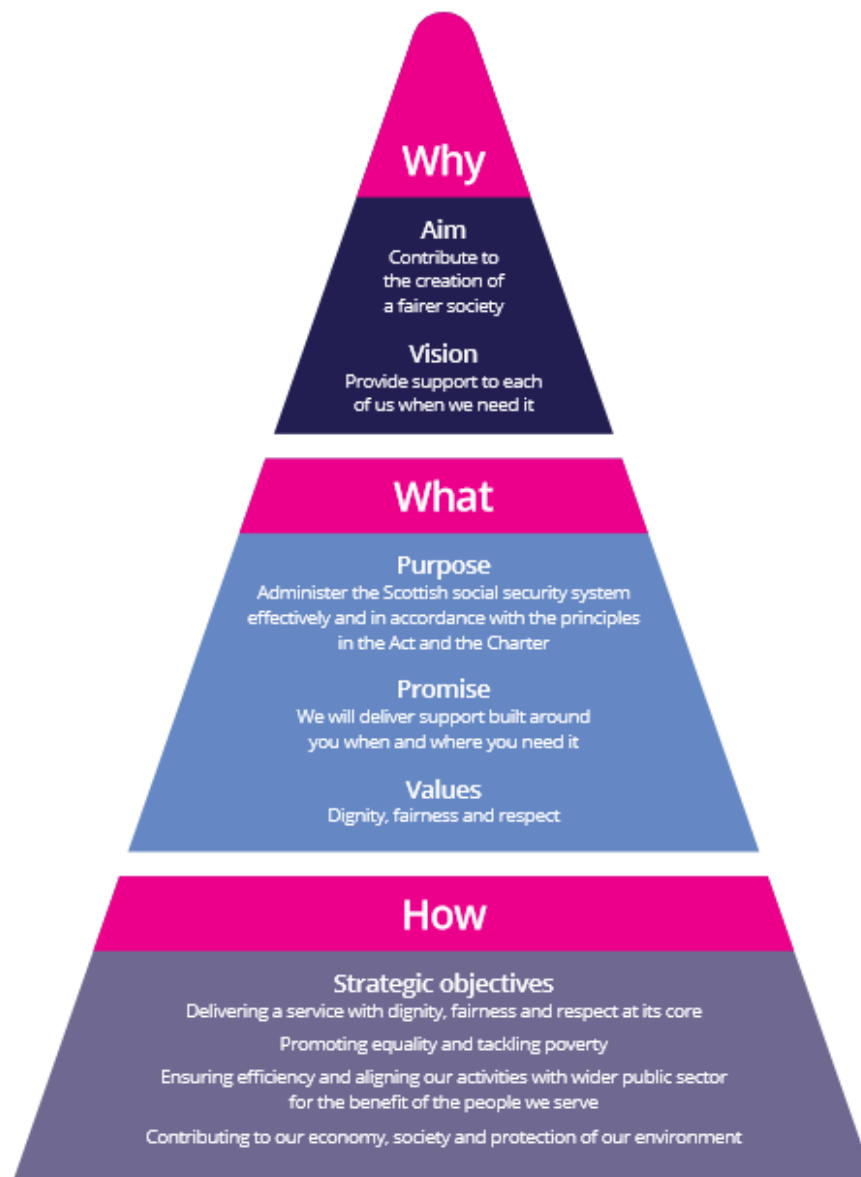 Why
Aim
Contribute to
the creation of
a fairer society
Vision
Provide support to each
of us when we need it
What
Purpose
Administer the Scottish social security system
effectively and in accordance with the principles
in the Act and the Charter
Promise
We will deliver support built around
you when and where you need it
Values
Dignity, fairness and respect
How
Strategic objectives
Delivering a service with dignity, fairness and respect at its core
Promoting equality and tackling poverty
Ensuring efficiency and aligning our activities with wider public sector
for the benefit of the people we serve
Contributing to our economy, society and protection of our environment